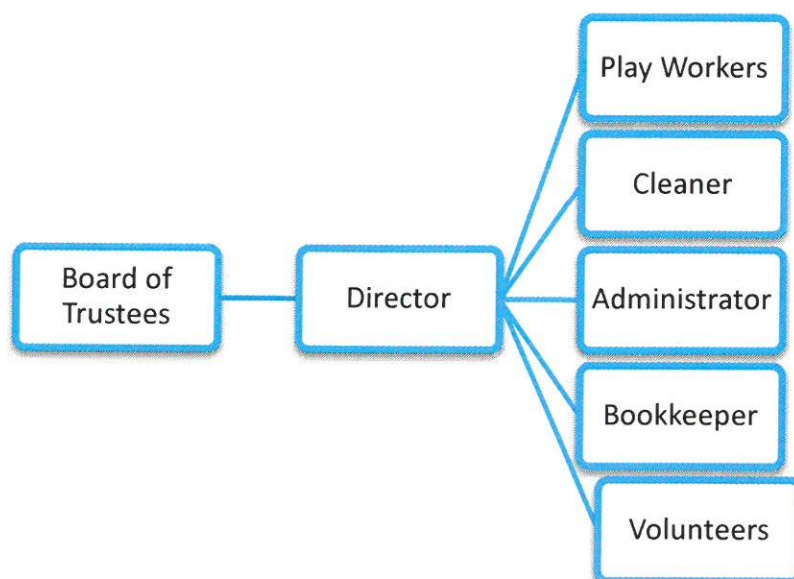 Play Workers
Cleaner
Board of
Trustees
Director
Administrator
Bookkeeper
Volunteers